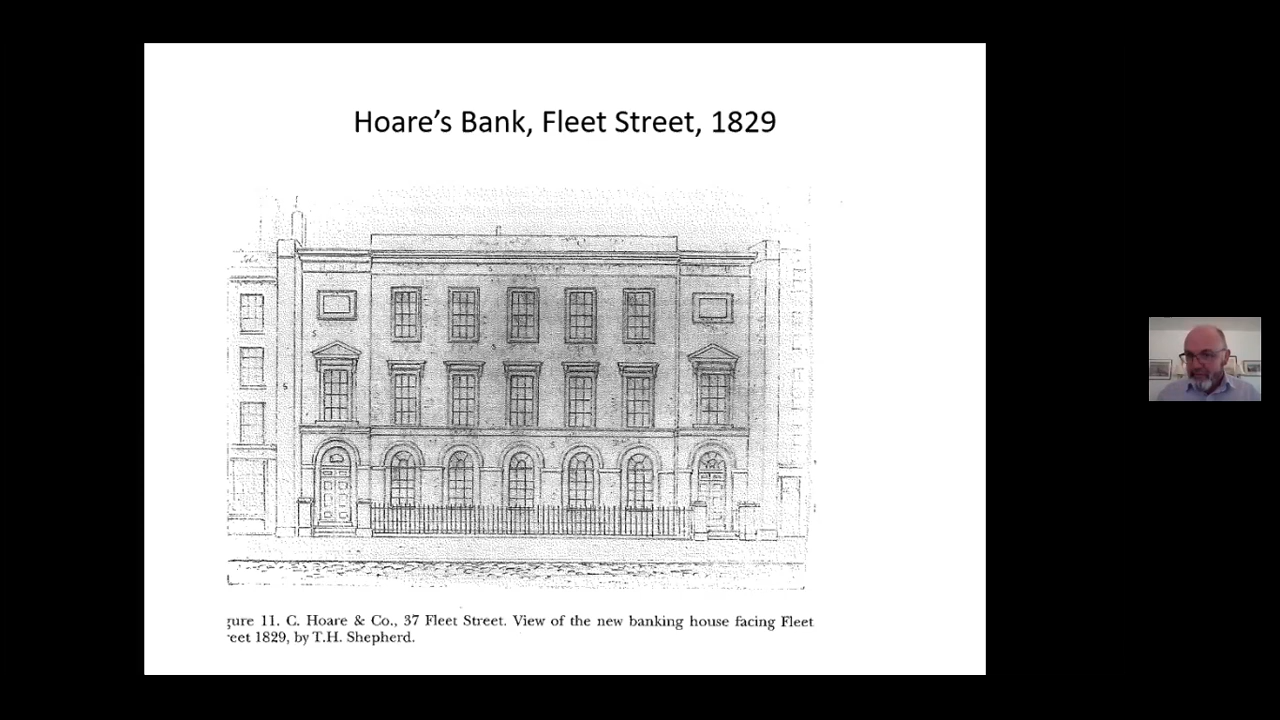 Hoare's Bank, Fleet Street, 1829
gure 11. C. Hoare & Co., 37 Fleet Street. View of the new banking house facing Fleet
eet 1829, by T.H. Shepherd.